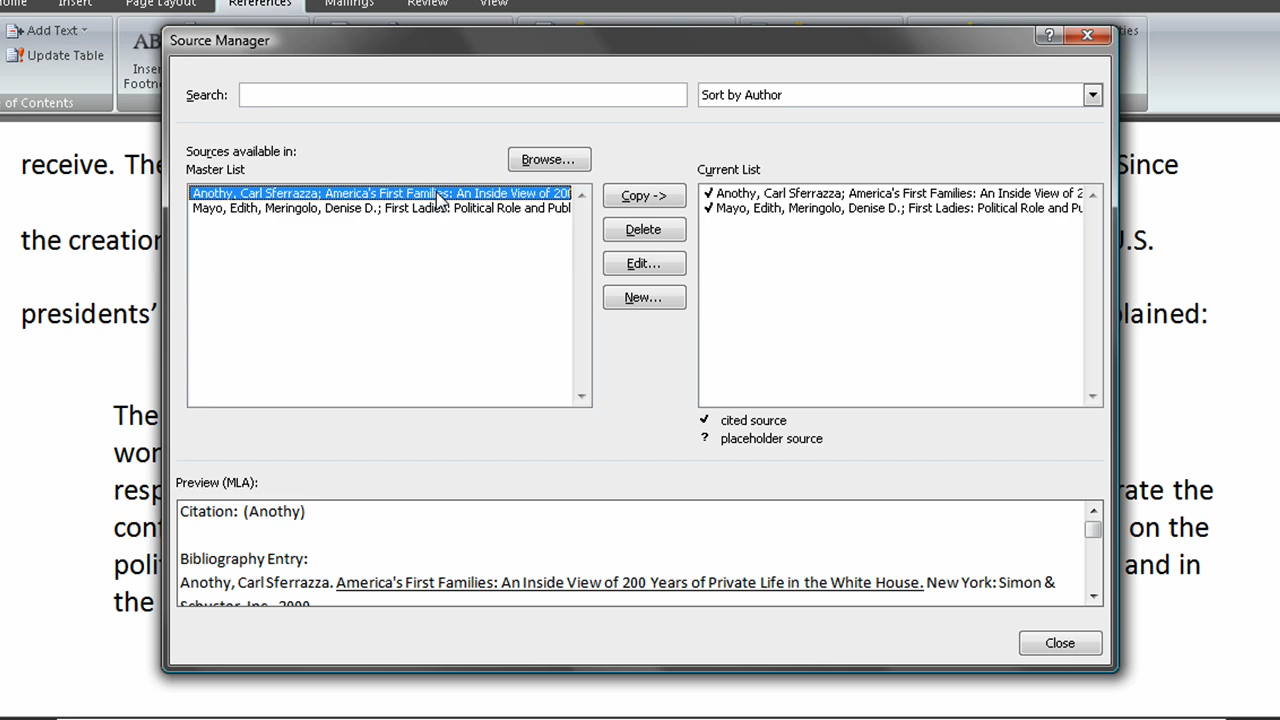 Insert Page Layout References Mailings Review View
Add Text
Update Table
of Contents
AB
Source Manager
?
Search:
Sort by Author
Sources available in:
Master List
Browse...
Current List
Anothy, Carl Sferrazza; America's First Families: An Inside View of 200
Mayo, Edith, Meringolo, Denise D.; First Ladies: Political Role and Publ
Copy ->
Delete
Edit...
New...
✓ Anothy, Carl Sferrazza; America's First Families: An Inside View of 2
✓ Mayo, Edith, Meringolo, Denise D.; First Ladies: Political Role and Pu
✓ cited source
? placeholder source
Preview (MLA):
Citation: (Anothy)
Bibliography Entry:
Anothy, Carl Sferrazza. America's First Families: An Inside View of 200 Years of Private Life in the White House. New York: Simon &
Schuster, Inc., 2000
Close
receive. The Since
the creation U.S.
presidents’ plained:
The
wor
resp rate the
con on the
poli and in
the